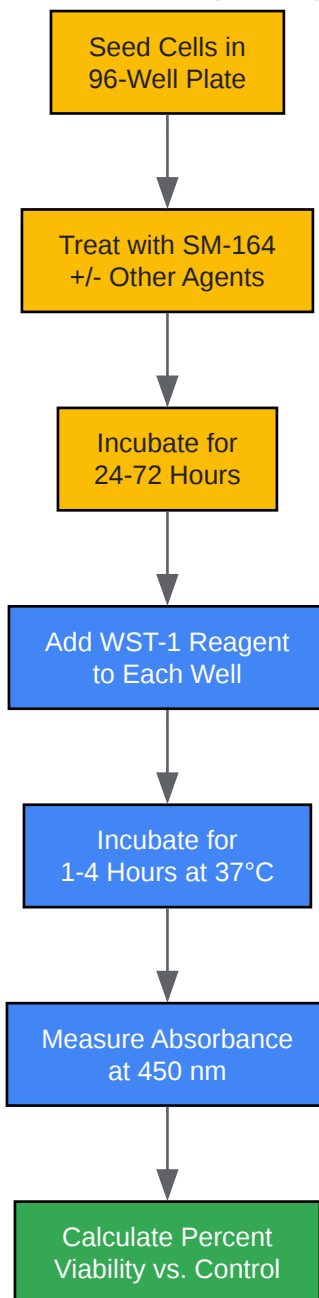 Seed Cells in
96-Well Plate
Treat with SM-164
+/- Other Agents
Incubate for
24-72 Hours
Add WST-1 Reagent
to Each Well
Incubate for
1-4 Hours at 37°C
Measure Absorbance
at 450 nm
Calculate Percent
Viability vs. Control